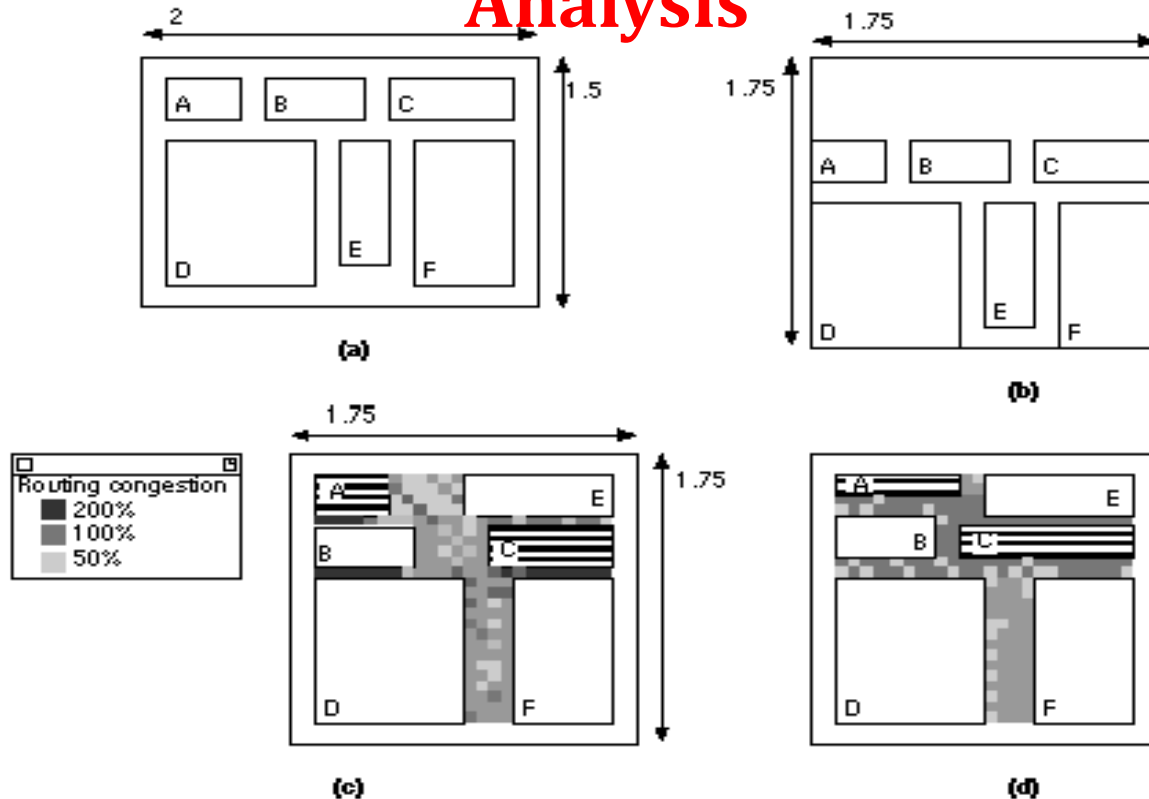 Analysis
2
1.5
A B C
D E F
(a)
1.75
1.75
A B C
D E F
(b)
Routing congestion
200%
100%
50%
1.75
1.75
A E
B C
D F
(c)
A E
B C
D F
(d)